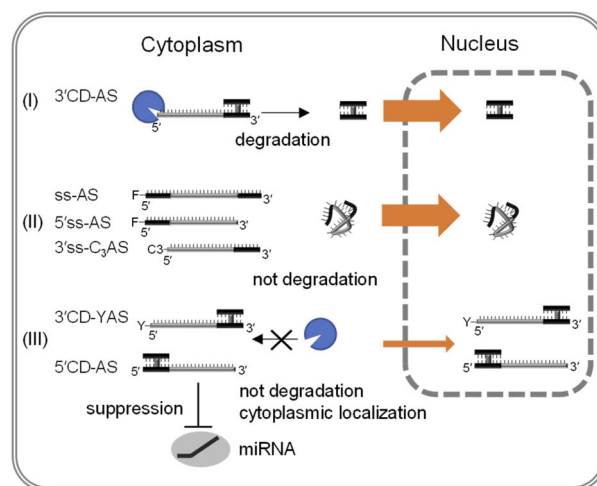 Cytoplasm Nucleus
(I) 3′CD-AS 5′ 3′
degradation
ss-AS F 5′ 3′
(II) 5′ss-AS F 5′ 3′
3′ss-C₃AS C3 5′ 3′
not degradation
3′CD-YAS Y 5′ 3′ Y 5′ 3′
(III)
5′CD-AS 5′ 3′ 5′ 3′
suppression not degradation
cytoplasmic localization
miRNA